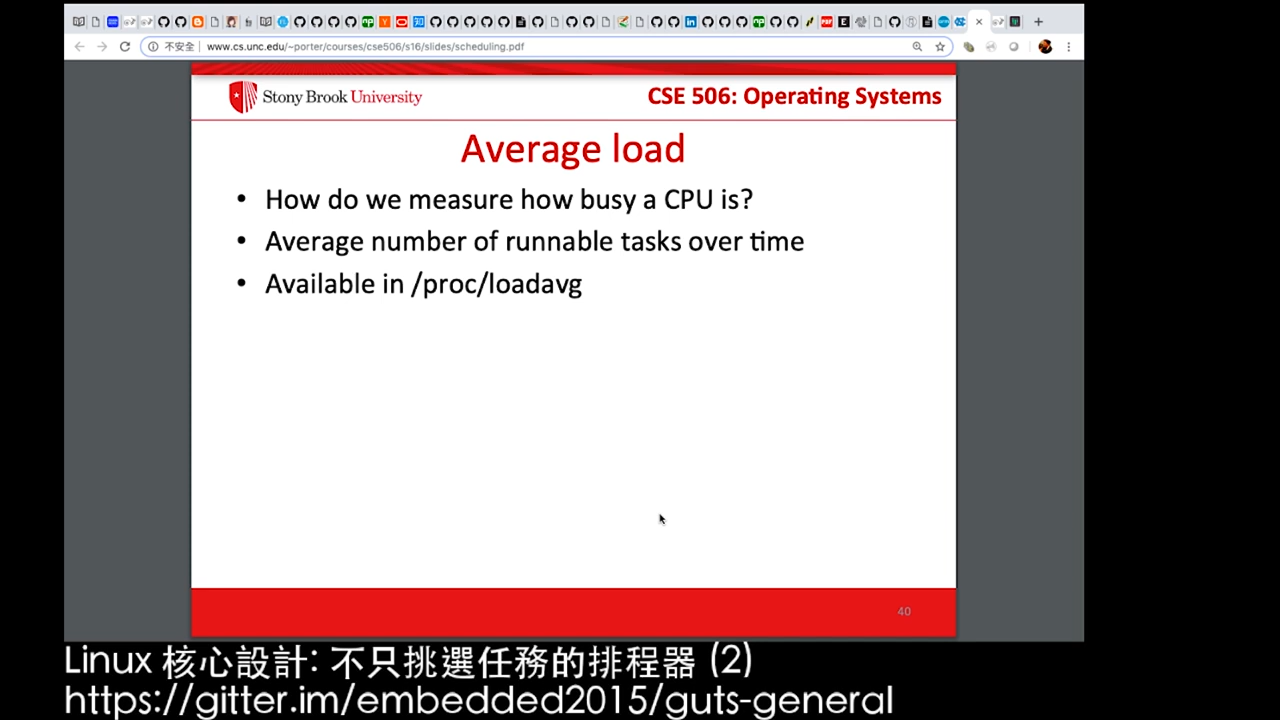 不安全 www.cs.unc.edu/~porter/courses/cse506/s16/slides/scheduling.pdf
Stony Brook University
CSE 506: Operating Systems
Average load
• How do we measure how busy a CPU is?
• Average number of runnable tasks over time
• Available in /proc/loadavg
40
Linux 核心設計: 不只挑選任務的排程器 (2)
https://gitter.im/embedded2015/guts-general